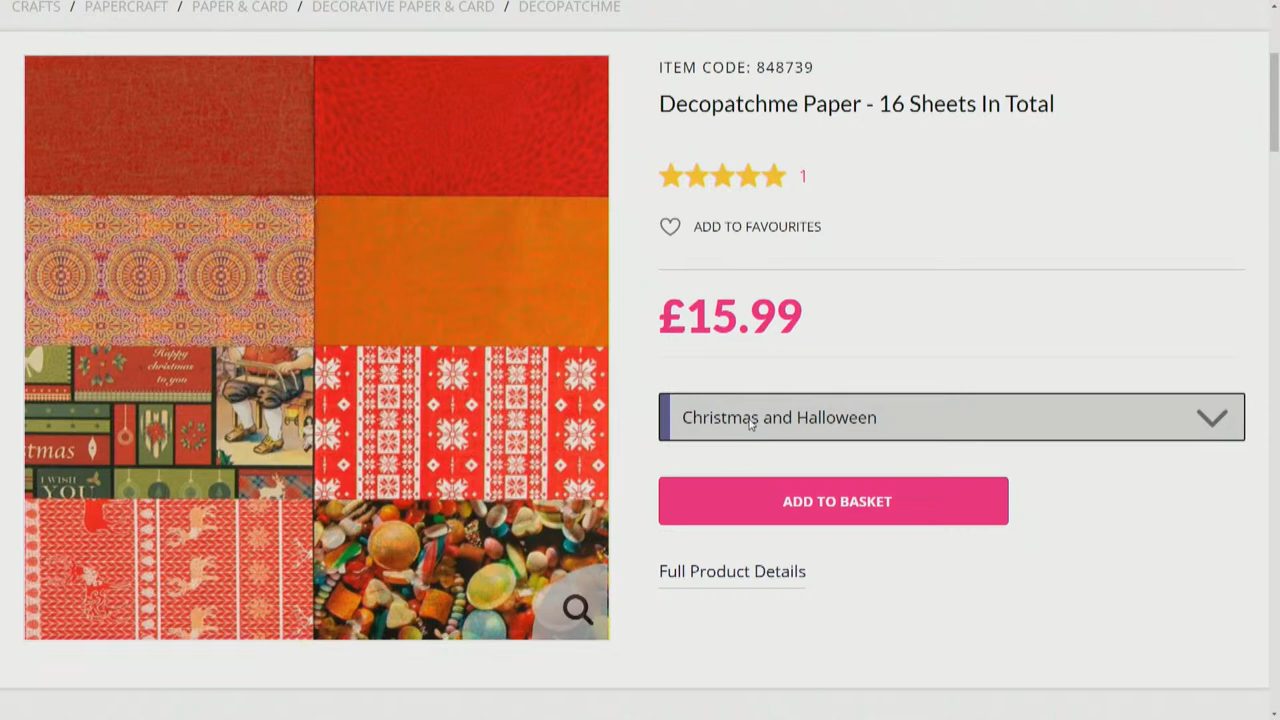 CRAFTS / PAPERCRAFT / PAPER & CARD / DECORATIVE PAPER & CARD / DECOPATCHME
ITEM CODE: 848739
Decopatchme Paper - 16 Sheets In Total
1
ADD TO FAVOURITES
£15.99
Christmas and Halloween
ADD TO BASKET
Full Product Details
Happy
christmas
to you
stmas
I WISH
YOU